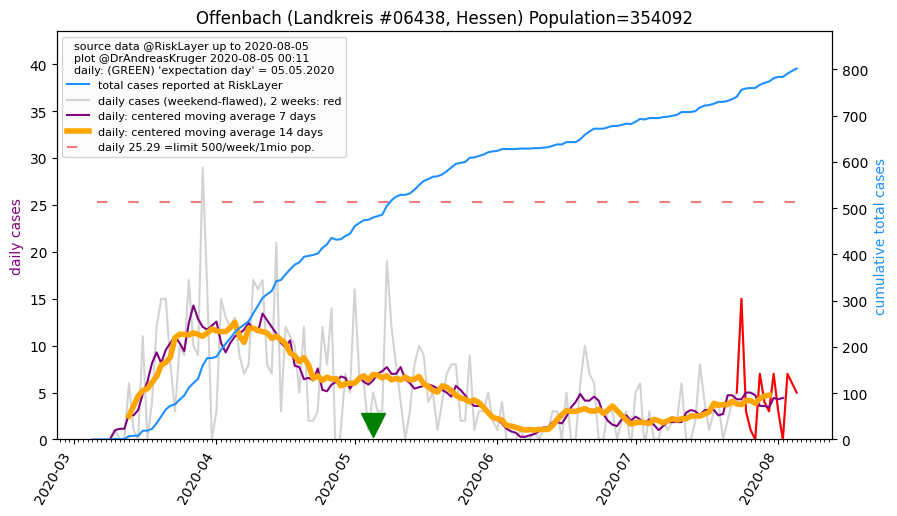 Offenbach (Landkreis #06438, Hessen) Population=354092
source data @RiskLayer up to 2020-08-05
plot @DrAndreasKruger 2020-08-05 00:11
daily: (GREEN) 'expectation day' = 05.05.2020
total cases reported at RiskLayer
daily cases (weekend-flawed), 2 weeks: red
daily: centered moving average 7 days
daily: centered moving average 14 days
daily 25.29 =limit 500/week/1mio pop.
daily cases
40
35
30
25
20
15
10
5
0
cumulative total cases
800
700
600
500
400
300
200
100
0
2020-03
2020-04
2020-05
2020-06
2020-07
2020-08